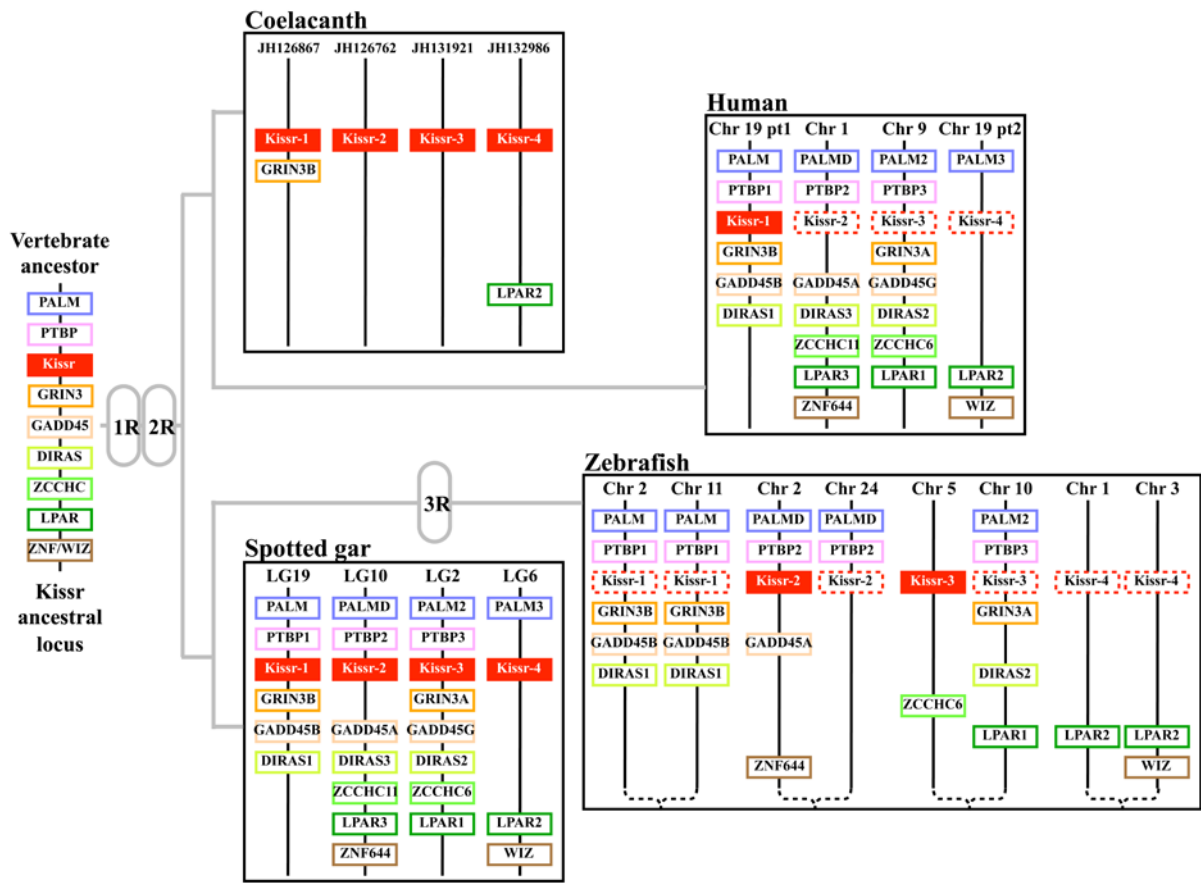 Coelacanth
JH126867 JH126762 JH131921 JH132986
Kissr-1 Kissr-2 Kissr-3 Kissr-4
GRIN3B
LPAR2
Human
Chr 19 pt1 Chr 1 Chr 9 Chr 19 pt2
PALM PALMD PALM2 PALM3
PTBP1 PTBP2 PTBP3
Kissr-1 Kissr-2 Kissr-3 Kissr-4
GRIN3B GRIN3A
GADD45B GADD45A GADD45G
DIRAS1 DIRAS3 DIRAS2
ZCCHC11 ZCCHC6
LPAR3 LPAR1 LPAR2
ZNF644 WIZ
Vertebrate
ancestor
PALM
PTBP
Kissr
GRIN3
GADD45
DIRAS
ZCCHC
LPAR
ZNF/WIZ
Kissr
ancestral
locus
1R 2R
3R
Zebrafish
Chr 2 Chr 11 Chr 2 Chr 24 Chr 5 Chr 10 Chr 1 Chr 3
PALM PALM PALMD PALMD PALM2
PTBP1 PTBP1 PTBP2 PTBP2 PTBP3
Kissr-1 Kissr-1 Kissr-2 Kissr-2 Kissr-3 Kissr-3 Kissr-4 Kissr-4
GRIN3B GRIN3B GRIN3A
GADD45B GADD45B GADD45A
DIRAS1 DIRAS1 DIRAS2
ZCCHC6
LPAR1 LPAR2 LPAR2
ZNF644 WIZ
Spotted gar
LG19 LG10 LG2 LG6
PALM PALMD PALM2 PALM3
PTBP1 PTBP2 PTBP3
Kissr-1 Kissr-2 Kissr-3 Kissr-4
GRIN3B GRIN3A
GADD45B GADD45A GADD45G
DIRAS1 DIRAS3 DIRAS2
ZCCHC11 ZCCHC6
LPAR3 LPAR1 LPAR2
ZNF644 WIZ